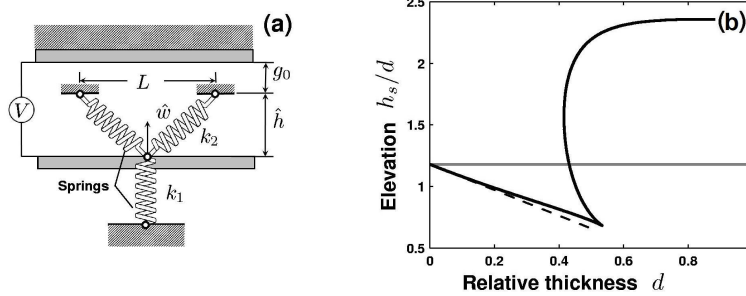 (a)
L
g₀
V
ŵ
ĥ
k₂
Springs
k₁
(b)
Elevation hₛ/d
2.5
2
1.5
1
0.5
0
0.2
0.4
0.6
0.8
Relative thickness d